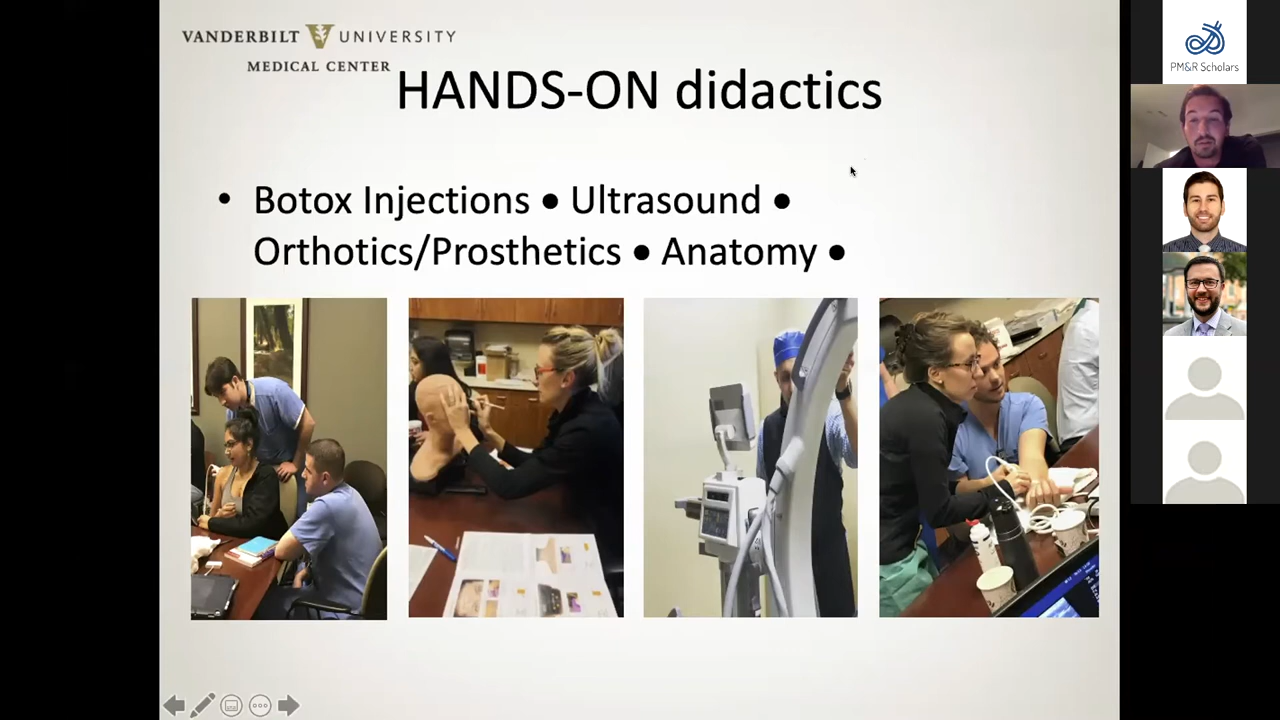 VANDERBILT V UNIVERSITY
MEDICAL CENTER
HANDS-ON didactics
• Botox Injections • Ultrasound •
Orthotics/Prosthetics • Anatomy •
PM&R Scholars